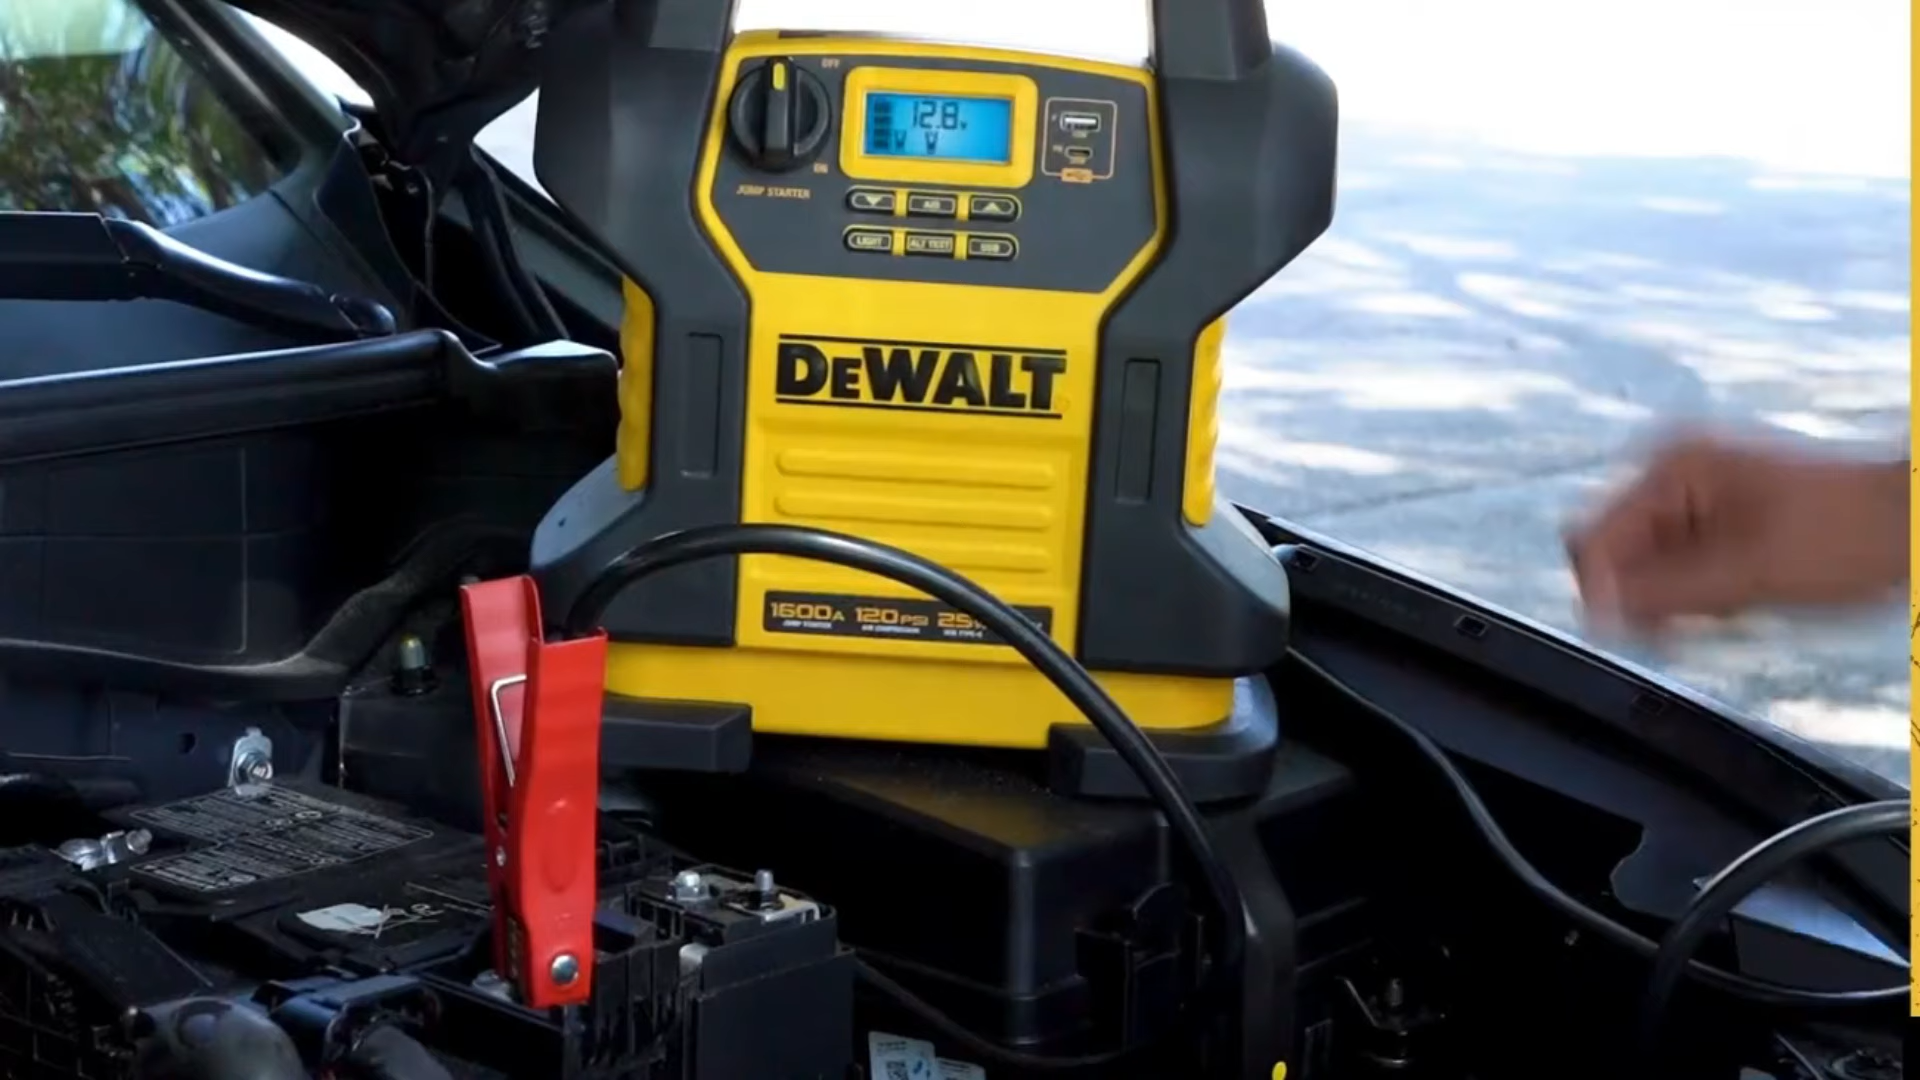 OFF
12.8v
ON
JUMP STARTER
AIR
LIGHT
ALT TEST
USB
DEWALT
1600A 120PSI 25W
JUMP STARTER AIR COMPRESSOR USB TYPE-C